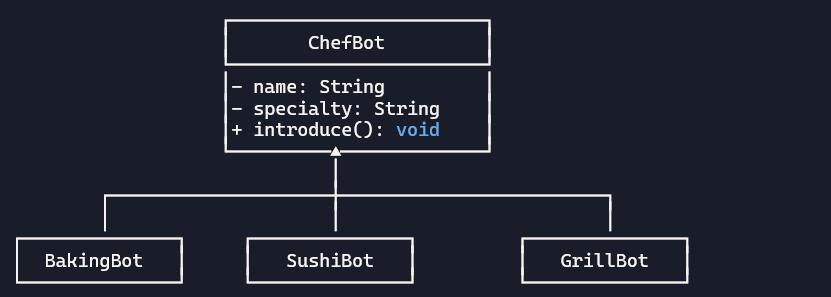 ChefBot
- name: String
- specialty: String
+ introduce(): void
BakingBot SushiBot GrillBot